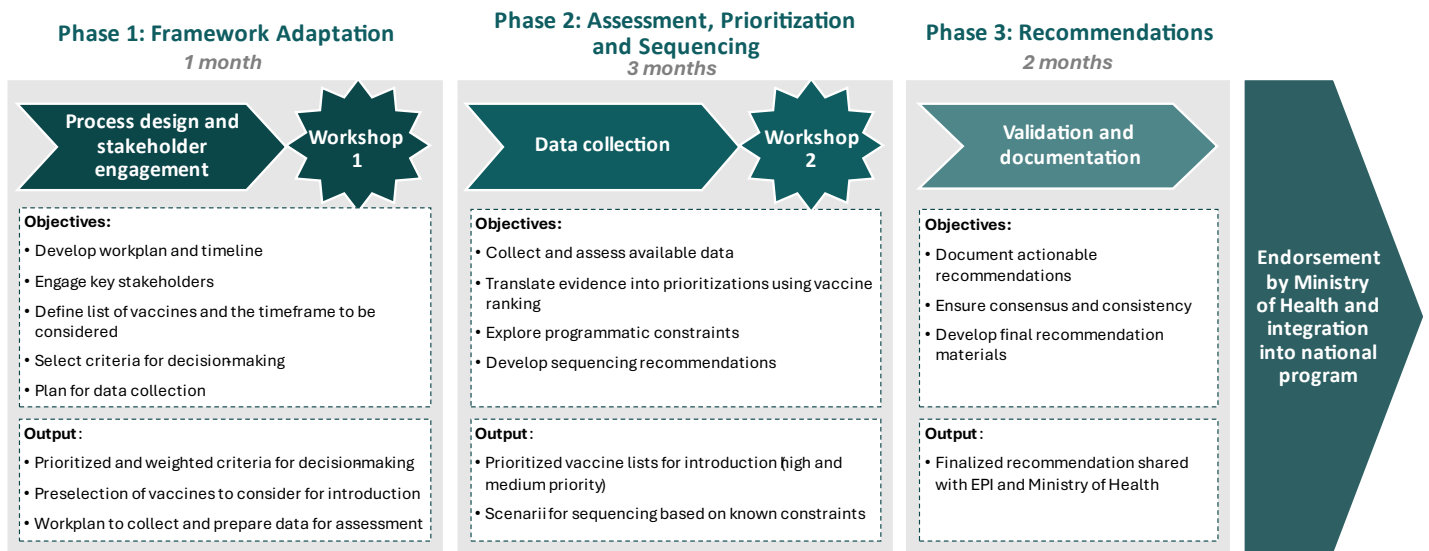 Phase 1: Framework Adaptation
1 month
Process design and
stakeholder
engagement
Workshop
1
Objectives:
• Develop workplan and timeline
• Engage key stakeholders
• Define list of vaccines and the timeframe to be
considered
• Select criteria for decision-making
• Plan for data collection
Output:
• Prioritized and weighted criteria for decision-making
• Preselection of vaccines to consider for introduction
• Workplan to collect and prepare data for assessment
Phase 2: Assessment, Prioritization
and Sequencing
3 months
Data collection
Workshop
2
Objectives:
• Collect and assess available data
• Translate evidence into prioritizations using vaccine
ranking
• Explore programmatic constraints
• Develop sequencing recommendations
Output:
• Prioritized vaccine lists for introduction (high and
medium priority)
• Scenarii for sequencing based on known constraints
Phase 3: Recommendations
2 months
Validation and
documentation
Objectives:
• Document actionable
recommendations
• Ensure consensus and consistency
• Develop final recommendation
materials
Output:
• Finalized recommendation shared
with EPI and Ministry of Health
Endorsement
by Ministry
of Health and
integration
into national
program